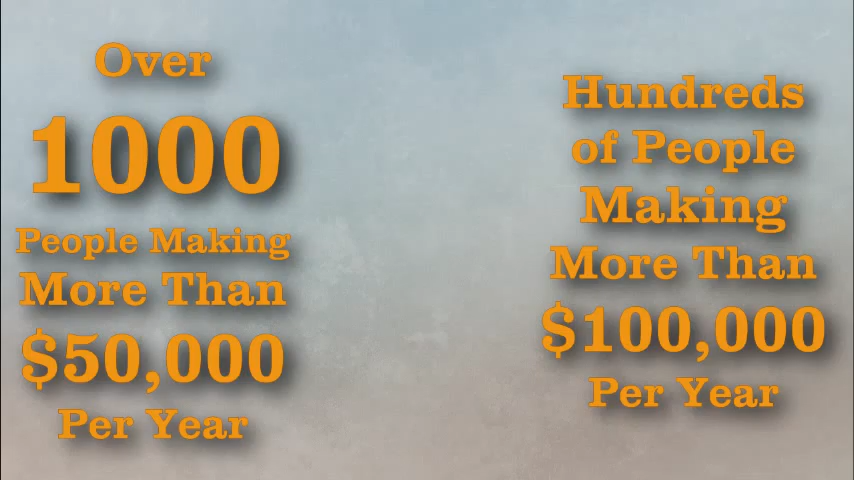 Over
1000
People Making
More Than
$50,000
Per Year
Hundreds
of People
Making
More Than
$100,000
Per Year